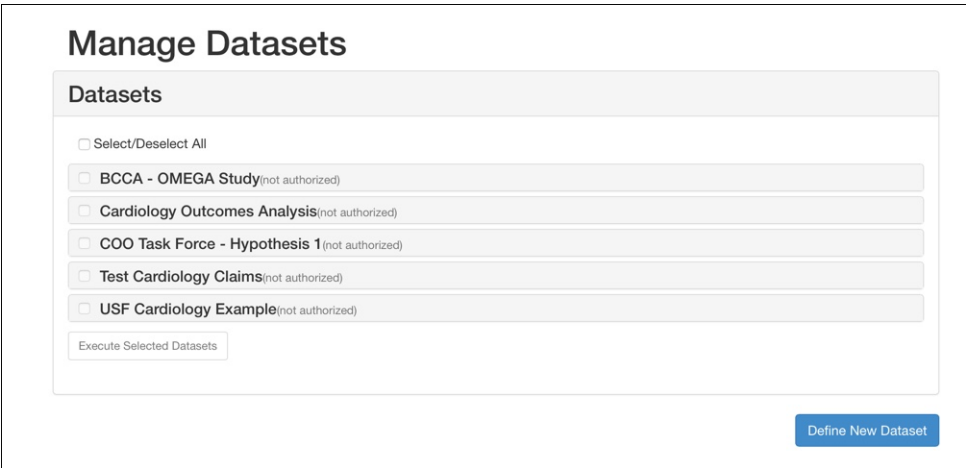 Manage Datasets
Datasets
Select/Deselect All
BCCA - OMEGA Study(not authorized)
Cardiology Outcomes Analysis(not authorized)
COO Task Force - Hypothesis 1(not authorized)
Test Cardiology Claims(not authorized)
USF Cardiology Example(not authorized)
Execute Selected Datasets
Define New Dataset